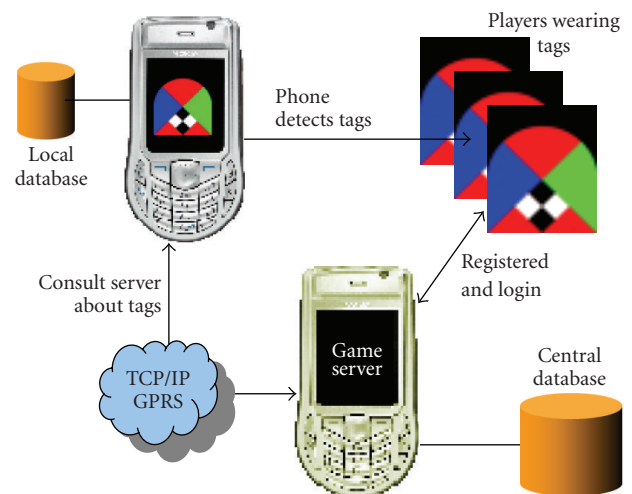 Players wearing
tags
Phone
detects tags
Local
database
Consult server
about tags
Registered
and login
TCP/IP
GPRS
Game
server
Central
database